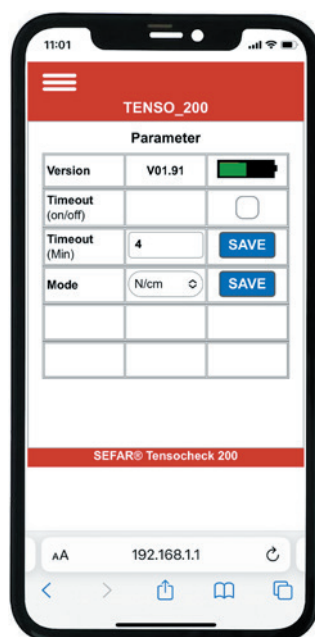 11:01
TENSO_200
Parameter
Version V01.91
Timeout
(on/off)
Timeout
(Min) 4 SAVE
Mode N/cm SAVE
SEFAR® Tensocheck 200
AA 192.168.1.1